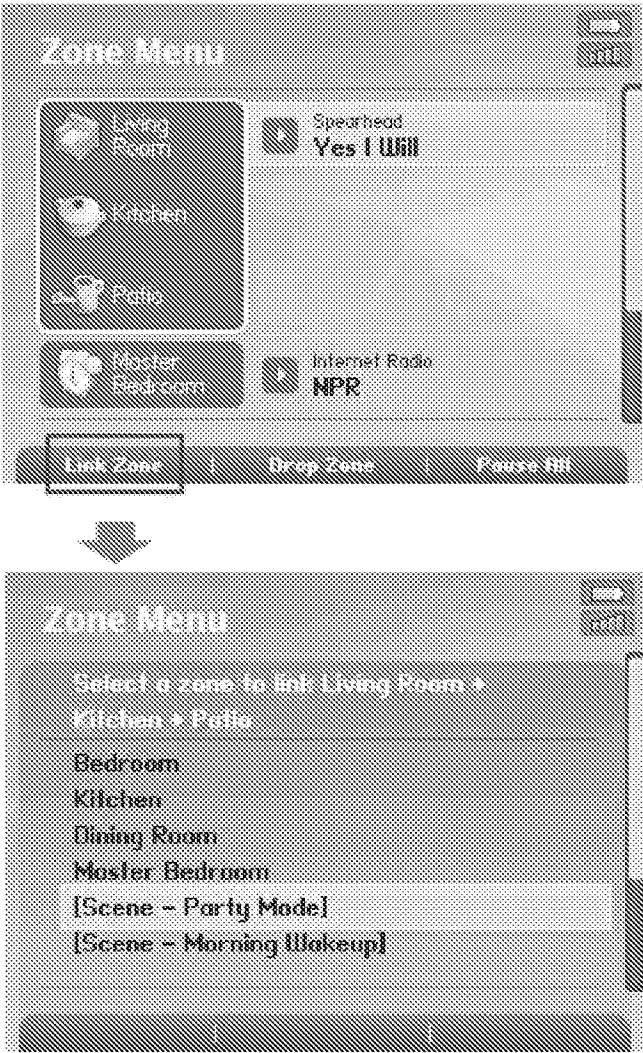 Zone Menu
Living
Room
Spearhead
Yes I Will
Kitchen
Patio
Master
Bedroom
Internet Radio
NPR
Link Zone
Drop Zone
Pause All
Zone Menu
Select a zone to link Living Room +
Kitchen + Patio
Bedroom
Kitchen
Dining Room
Master Bedroom
[Scene – Party Mode]
[Scene – Morning Wakeup]